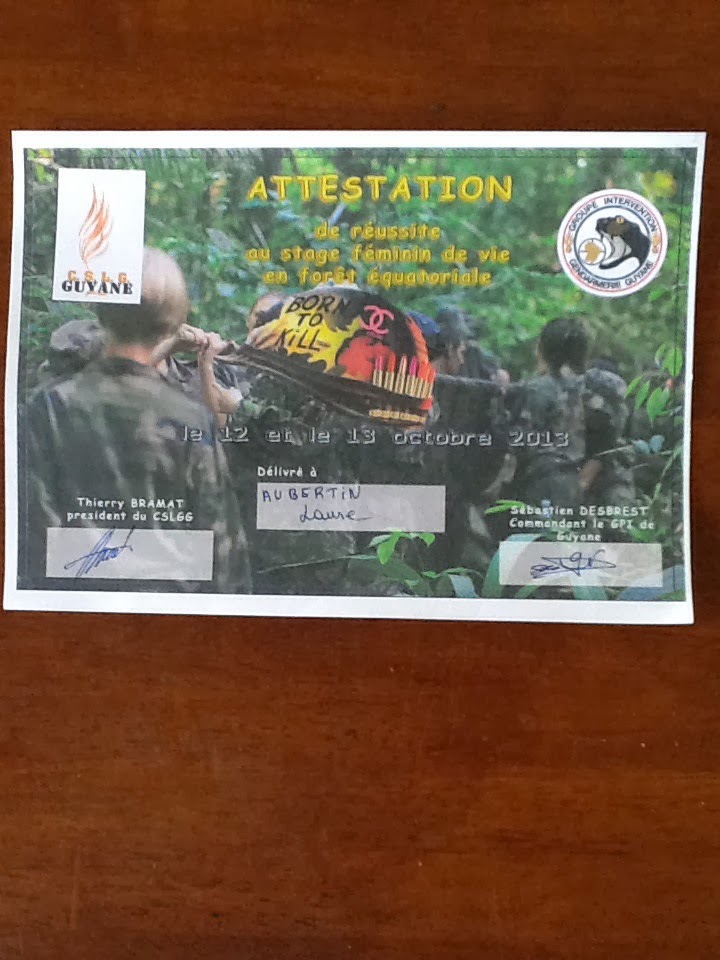 ATTESTATION
de réussite
au stage féminin de vie
en forêt équatoriale
C.S.L.G.
GUYANE
GROUPE INTERVENTION
GENDARMERIE GUYANE
BORN
TO
KiLL
le 12 et le 13 octobre 2013
Délivré à
AUBERTIN
Laure
Thierry BRAMAT
president du CSLGG
Sébastien DESBREST
Commandant le GPI de
Guyane